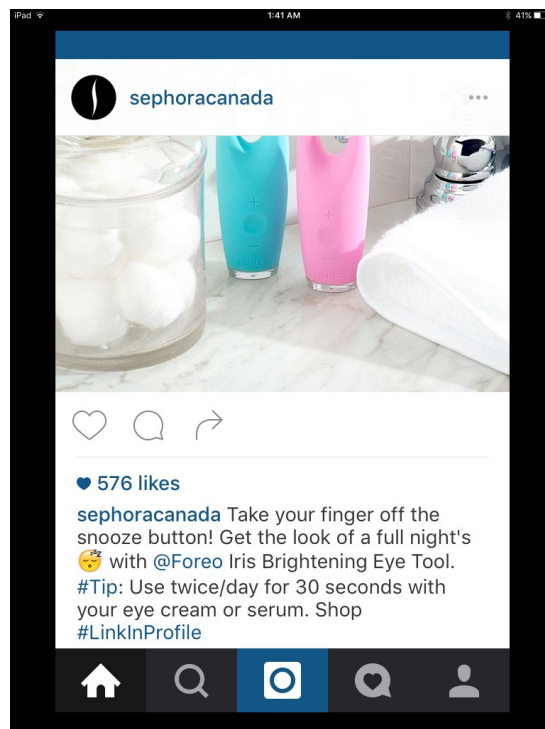 iPad 1:41 AM 41%
sephoracanada
FOREO FOREO
576 likes
sephoracanada Take your finger off the
snooze button! Get the look of a full night's
😴 with @Foreo Iris Brightening Eye Tool.
#Tip: Use twice/day for 30 seconds with
your eye cream or serum. Shop
#LinkInProfile